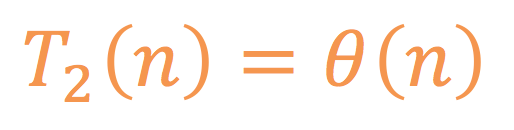 T₂(n) = θ(n)